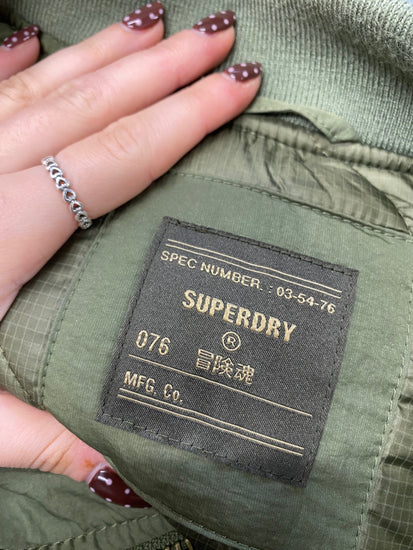 SPEC NUMBER. : 03-54-76
SUPERDRY
®
076 冒険魂
MFG. Co.